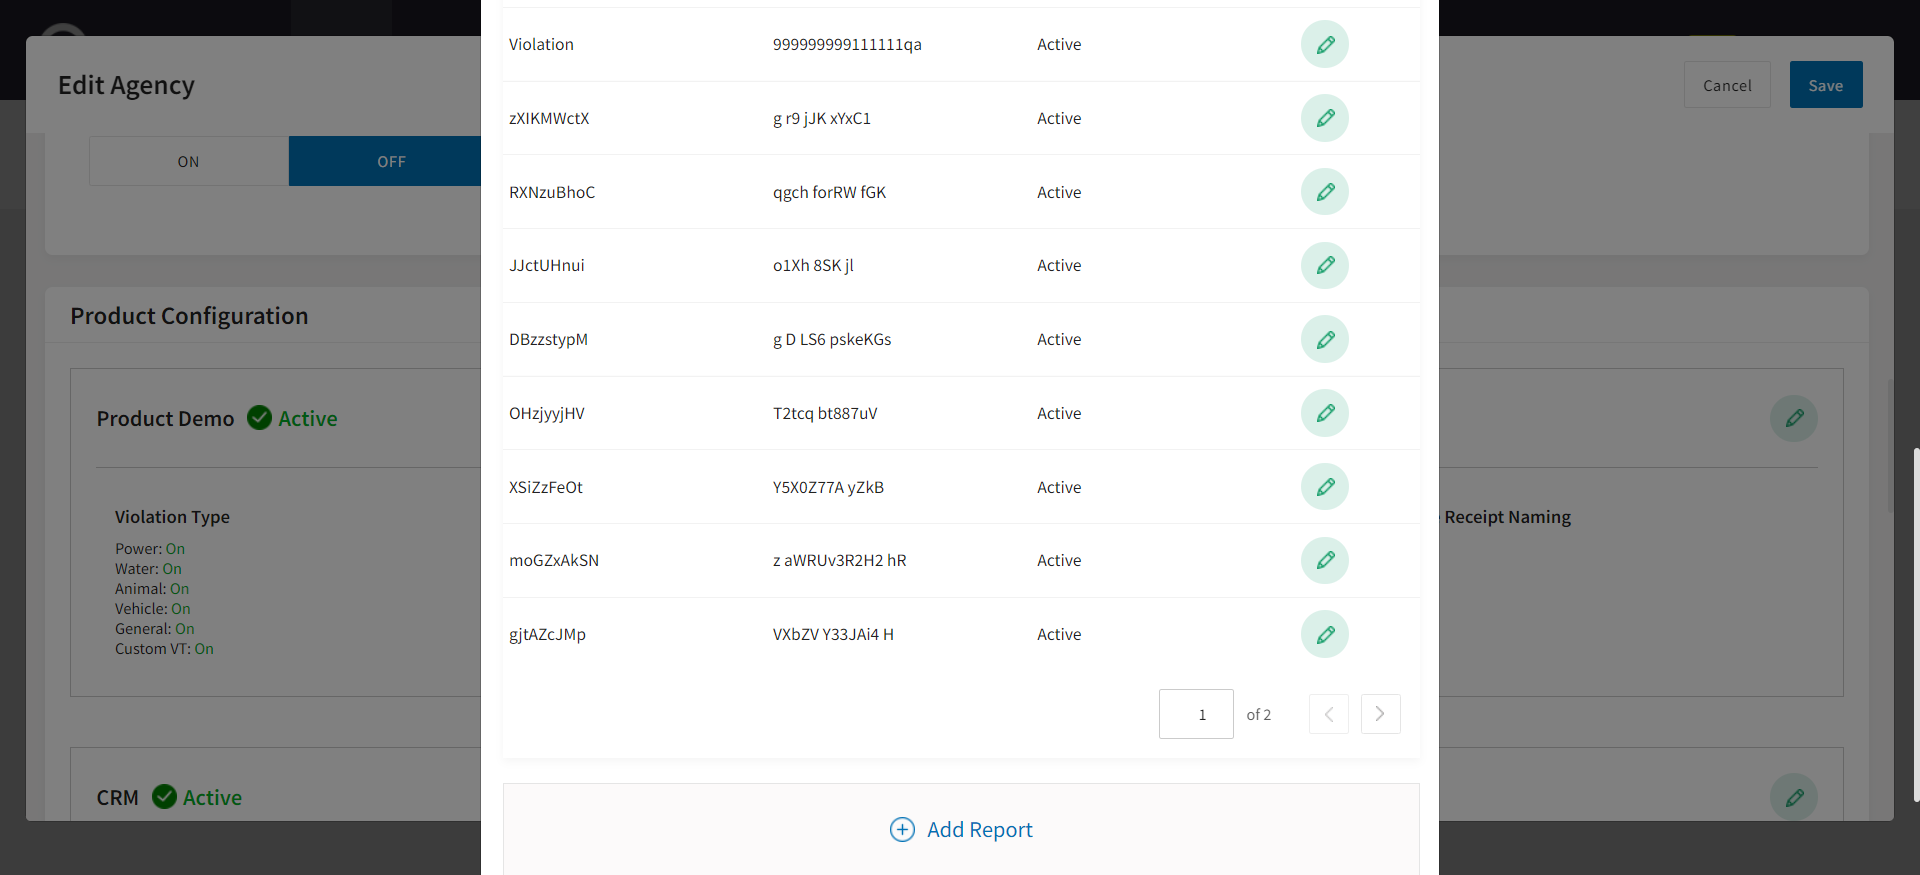 Edit Agency
Cancel
Save
ON
OFF
Product Configuration
Product Demo Active
Violation Type
Power: On
Water: On
Animal: On
Vehicle: On
General: On
Custom VT: On
Receipt Naming
CRM Active
Violation 999999999111111qa Active
zXIKMWctX g r9 jJK xYxC1 Active
RXNzuBhoC qgch forRW fGK Active
JJctUHnui o1Xh 8SK jl Active
DBzzstypM g D LS6 pskeKGs Active
OHzjyyjHV T2tcq bt887uV Active
XSiZzFeOt Y5X0Z77A yZkB Active
moGZxAkSN z aWRUv3R2H2 hR Active
gjtAZcJMp VXbZV Y33JAi4 H Active
1 of 2
Add Report